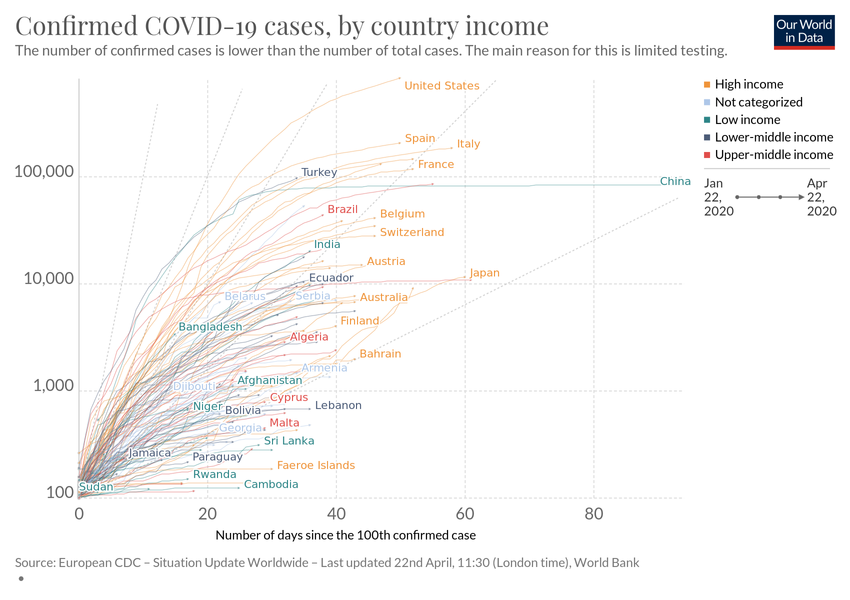 Confirmed COVID-19 cases, by country income
The number of confirmed cases is lower than the number of total cases. The main reason for this is limited testing.
Our World
in Data
High income
Not categorized
Low income
Lower-middle income
Upper-middle income
Jan
22,
2020
Apr
22,
2020
100,000
10,000
1,000
100
United States
Spain
Italy
France
Turkey
China
Brazil
Belgium
Switzerland
India
Austria
Japan
Ecuador
Belarus
Serbia
Australia
Bangladesh
Finland
Algeria
Bahrain
Armenia
Djibouti
Afghanistan
Cyprus
Niger
Bolivia
Lebanon
Georgia
Malta
Sri Lanka
Jamaica
Paraguay
Faeroe Islands
Rwanda
Sudan
Cambodia
0
20
40
60
80
Number of days since the 100th confirmed case
Source: European CDC – Situation Update Worldwide – Last updated 22nd April, 11:30 (London time), World Bank